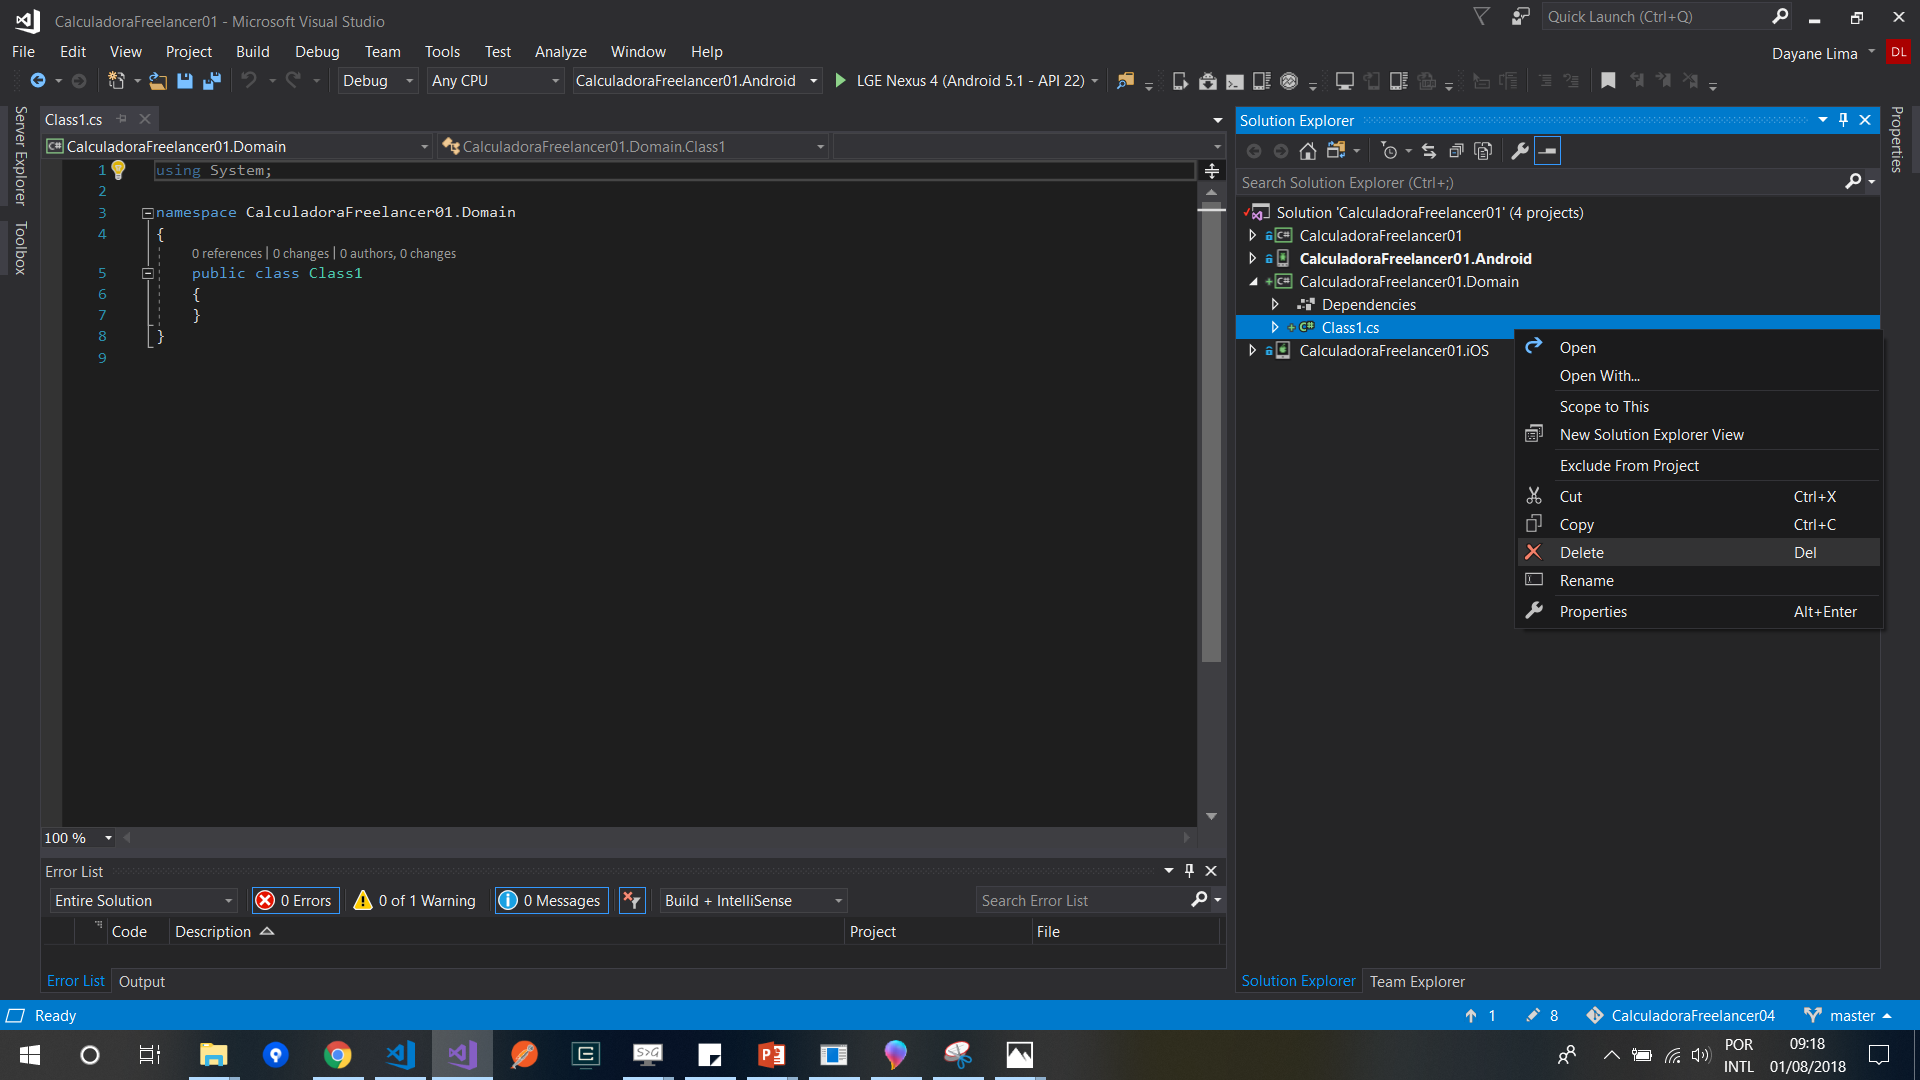 CalculadoraFreelancer01 - Microsoft Visual Studio
Quick Launch (Ctrl+Q)
File Edit View Project Build Debug Team Tools Test Analyze Window Help
Dayane Lima DL
Debug Any CPU CalculadoraFreelancer01.Android LGE Nexus 4 (Android 5.1 - API 22)
Server Explorer
Toolbox
Class1.cs
C# CalculadoraFreelancer01.Domain CalculadoraFreelancer01.Domain.Class1
1 using System;
2
3 namespace CalculadoraFreelancer01.Domain
4 {
0 references | 0 changes | 0 authors, 0 changes
5 public class Class1
6 {
7 }
8 }
9
100 %
Solution Explorer
Properties
Search Solution Explorer (Ctrl+;)
Solution 'CalculadoraFreelancer01' (4 projects)
C# CalculadoraFreelancer01
CalculadoraFreelancer01.Android
C# CalculadoraFreelancer01.Domain
Dependencies
C# Class1.cs
CalculadoraFreelancer01.iOS
Open
Open With...
Scope to This
New Solution Explorer View
Exclude From Project
Cut Ctrl+X
Copy Ctrl+C
Delete Del
Rename
Properties Alt+Enter
Error List
Entire Solution 0 Errors 0 of 1 Warning 0 Messages Build + IntelliSense Search Error List
Code Description Project File
Error List Output
Solution Explorer Team Explorer
Ready 1 8 CalculadoraFreelancer04 master
POR
INTL
09:18
01/08/2018